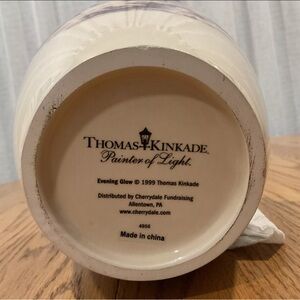 THOMAS KINKADE
Painter of Light
Evening Glow © 1999 Thomas Kinkade
Distributed by Cherrydale Fundraising
Allentown, PA
www.cherrydale.com
4956
Made in china